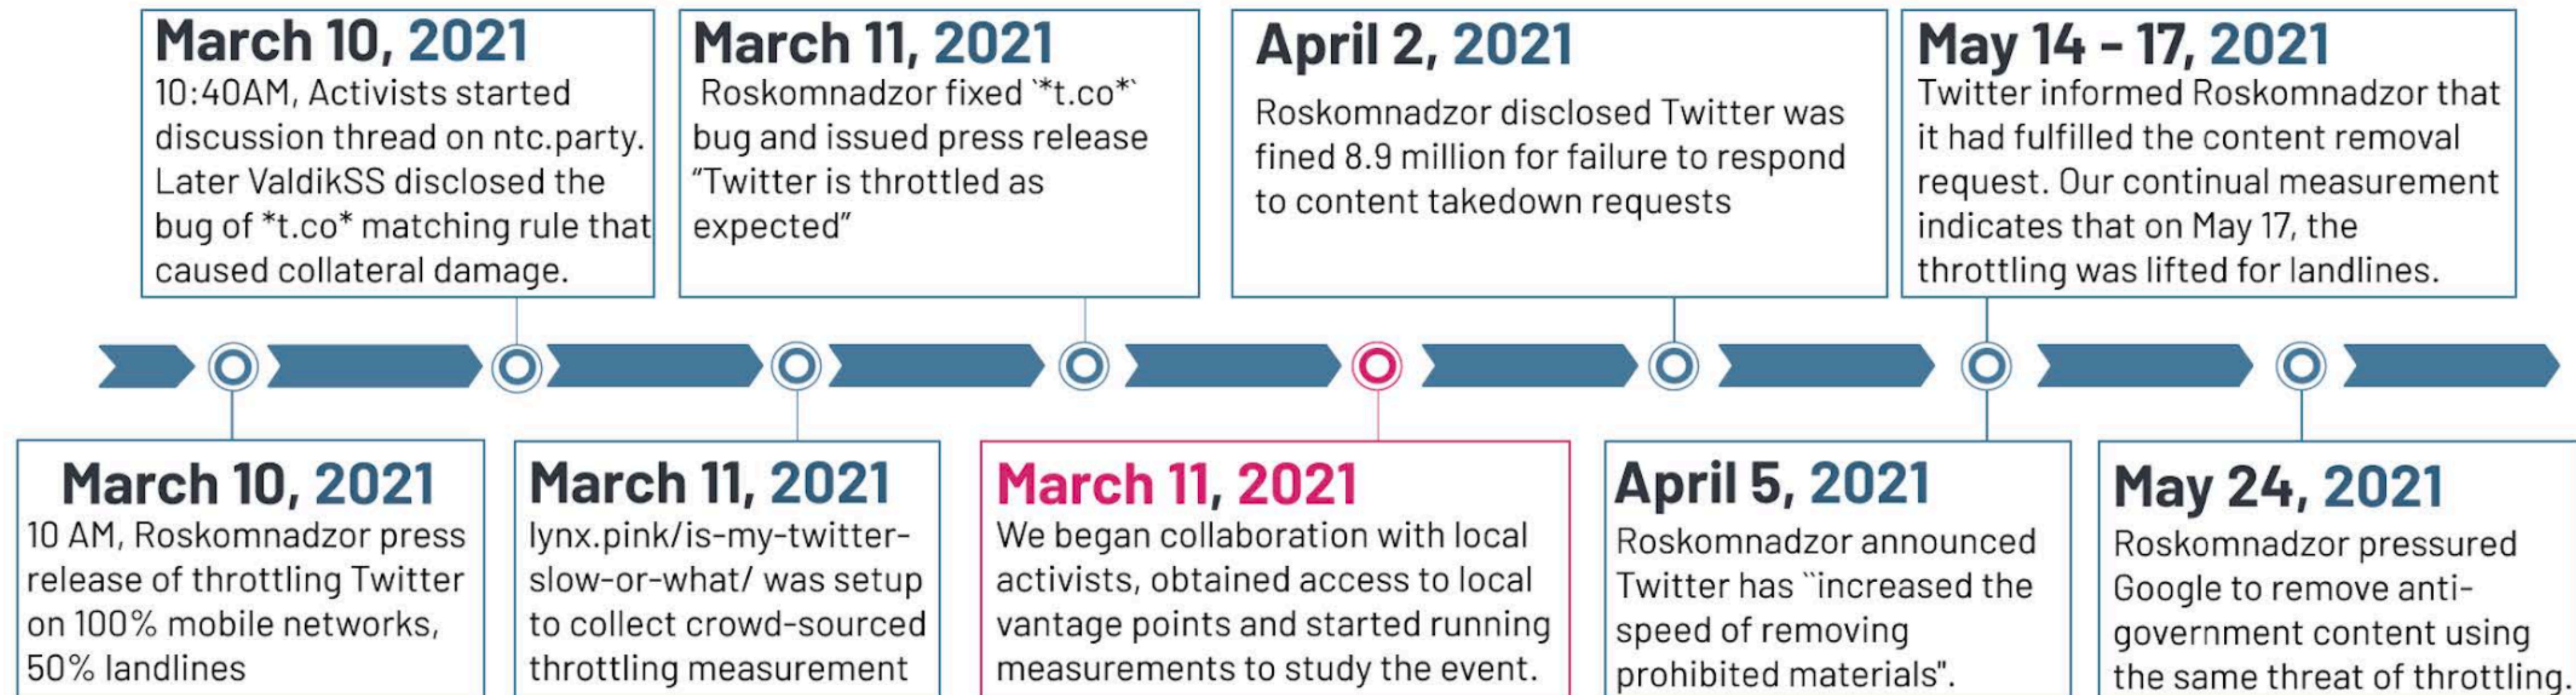 March 10, 2021
10:40AM, Activists started
discussion thread on ntc.party.
Later ValdikSS disclosed the
bug of *t.co* matching rule that
caused collateral damage.
March 11, 2021
Roskomnadzor fixed `*t.co*`
bug and issued press release
“Twitter is throttled as
expected”
April 2, 2021
Roskomnadzor disclosed Twitter was
fined 8.9 million for failure to respond
to content takedown requests
May 14 - 17, 2021
Twitter informed Roskomnadzor that
it had fulfilled the content removal
request. Our continual measurement
indicates that on May 17, the
throttling was lifted for landlines.
March 10, 2021
10 AM, Roskomnadzor press
release of throttling Twitter
on 100% mobile networks,
50% landlines
March 11, 2021
lynx.pink/is-my-twitter-
slow-or-what/ was setup
to collect crowd-sourced
throttling measurement
March 11, 2021
We began collaboration with local
activists, obtained access to local
vantage points and started running
measurements to study the event.
April 5, 2021
Roskomnadzor announced
Twitter has ``increased the
speed of removing
prohibited materials".
May 24, 2021
Roskomnadzor pressured
Google to remove anti-
government content using
the same threat of throttling.